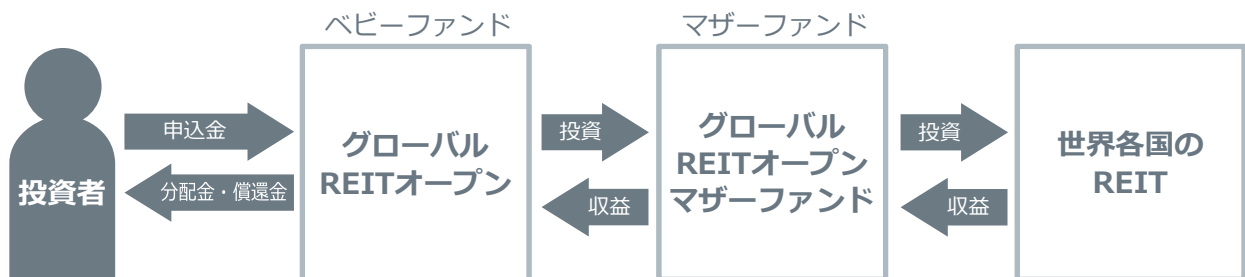 ベビーファンド
マザーファンド
投資者
申込金
分配金・償還金
グローバル
REITオープン
投資
収益
グローバル
REITオープン
マザーファンド
投資
収益
世界各国の
REIT